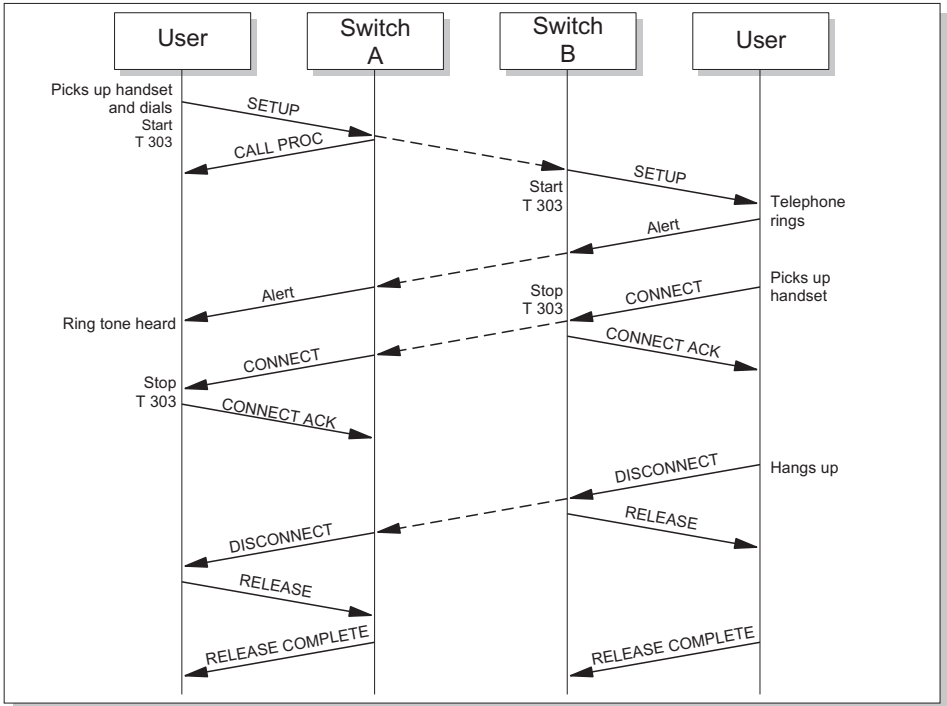 User
Switch
A
Switch
B
User
Picks up handset
and dials
Start
T 303
SETUP
CALL PROC
Start
T 303
SETUP
Telephone
rings
Alert
Alert
Ring tone heard
Stop
T 303
CONNECT
Picks up
handset
CONNECT ACK
CONNECT
Stop
T 303
CONNECT ACK
DISCONNECT
Hangs up
RELEASE
DISCONNECT
RELEASE
RELEASE COMPLETE
RELEASE COMPLETE